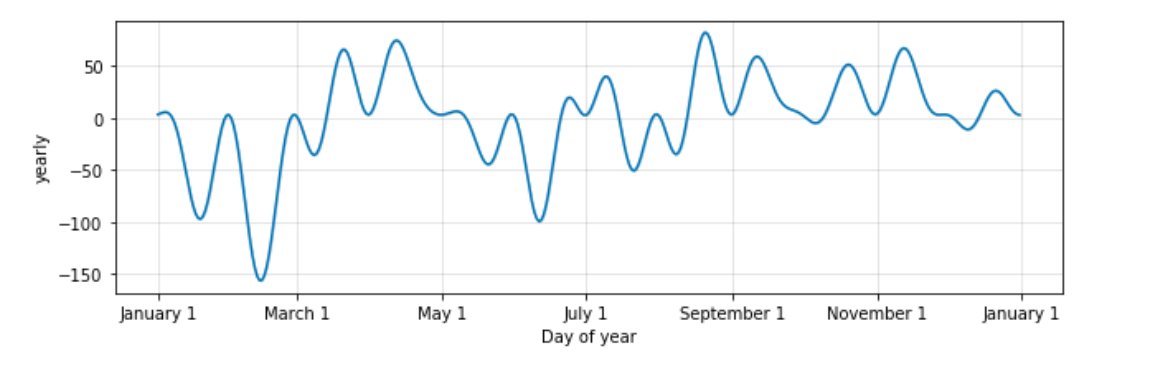 50
0
−50
−100
−150
yearly
January 1 March 1 May 1 July 1 September 1 November 1 January 1
Day of year